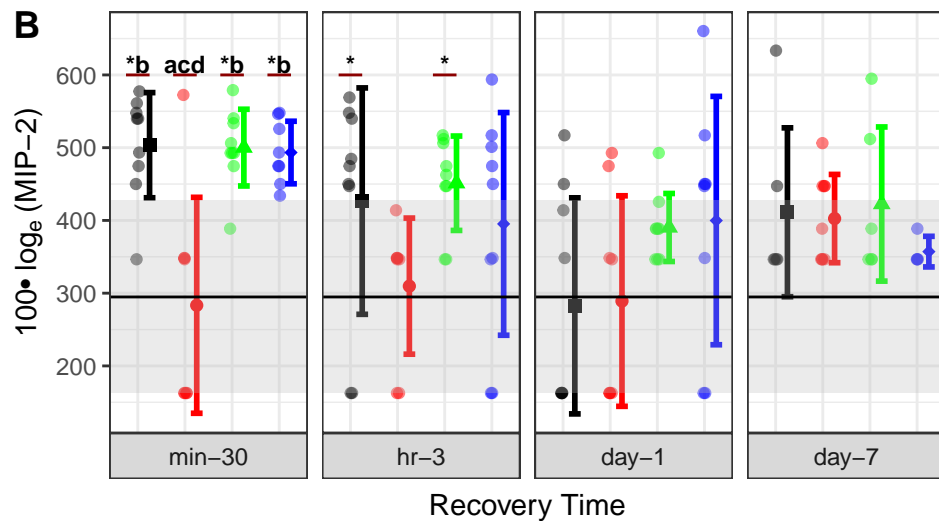 B
*b acd *b *b * *
600
500
400
300
200
100• logₑ (MIP−2)
min−30 hr−3 day−1 day−7
Recovery Time